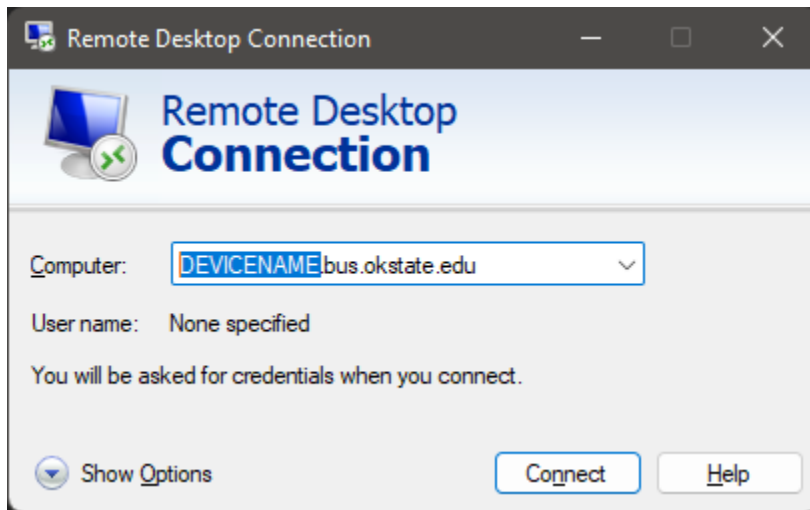 Remote Desktop Connection
Remote Desktop
Connection
Computer: DEVICENAME.bus.okstate.edu
User name: None specified
You will be asked for credentials when you connect.
Show Options Connect Help